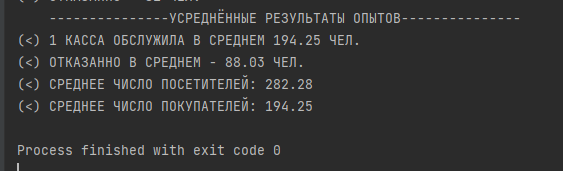 ---------------УСРЕДНЁННЫЕ РЕЗУЛЬТАТЫ ОПЫТОВ---------------
(<) 1 КАССА ОБСЛУЖИЛА В СРЕДНЕМ 194.25 ЧЕЛ.
(<) ОТКАЗАННО В СРЕДНЕМ - 88.03 ЧЕЛ.
(<) СРЕДНЕЕ ЧИСЛО ПОСЕТИТЕЛЕЙ: 282.28
(<) СРЕДНЕЕ ЧИСЛО ПОКУПАТЕЛЕЙ: 194.25
Process finished with exit code 0